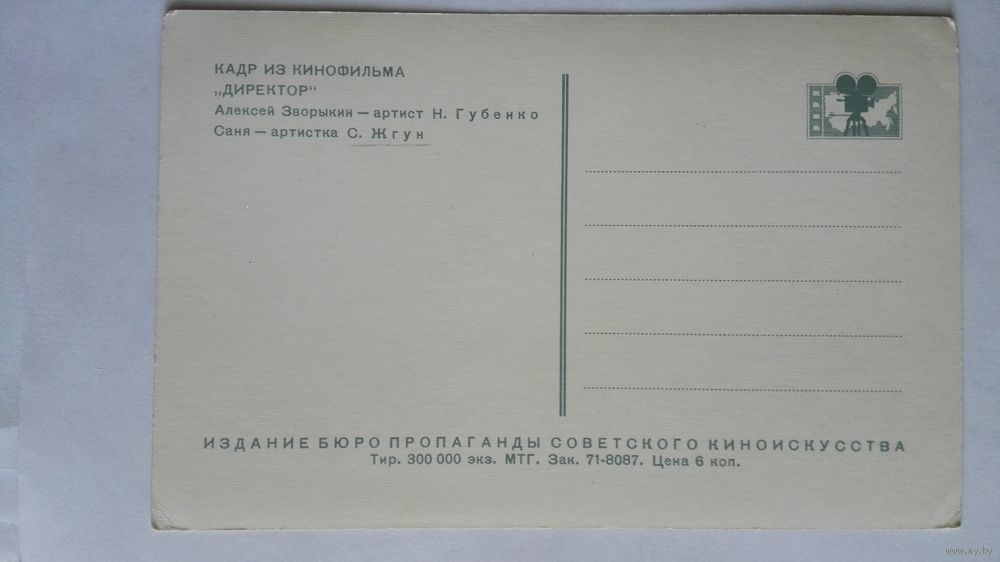 КАДР ИЗ КИНОФИЛЬМА
„ДИРЕКТОР“
Алексей Зворыкин — артист Н. Губенко
Саня — артистка С. Жгун
ИЗДАНИЕ БЮРО ПРОПАГАНДЫ СОВЕТСКОГО КИНОИСКУССТВА
Тир. 300 000 экз. МТГ. Зак. 71-8087. Цена 6 коп.
www.ay.by